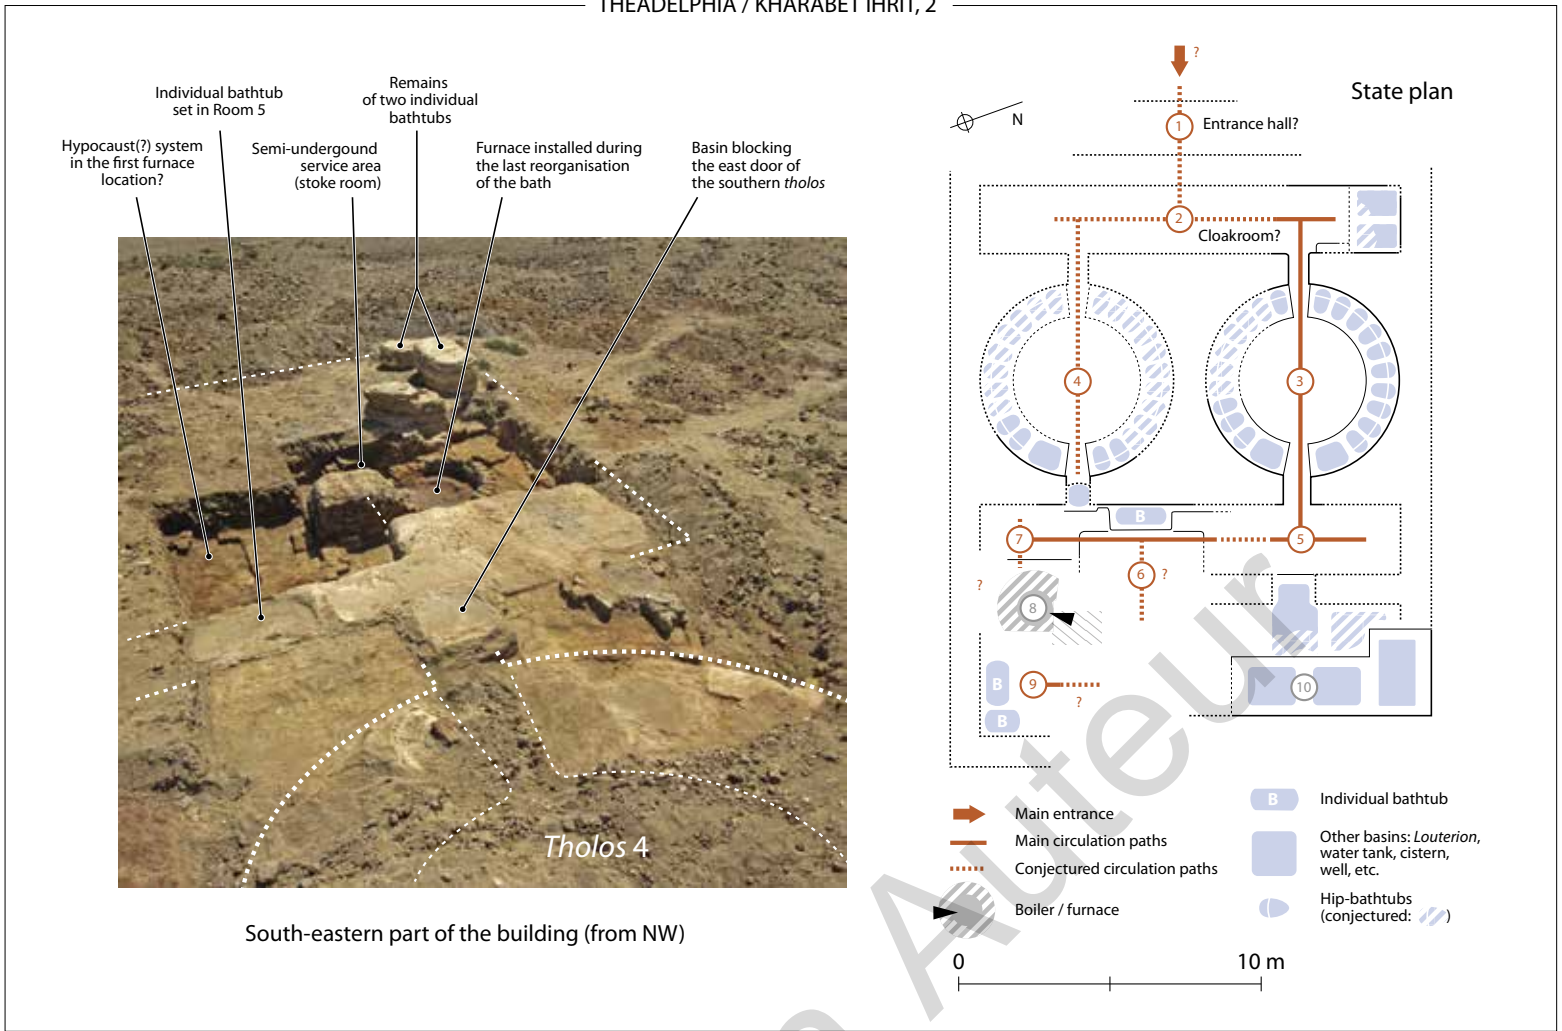 THEADELPHIA / KHARABET IHRIT, 2
Individual bathtub
set in Room 5
Remains
of two individual
bathtubs
Hypocaust(?) system
in the first furnace
location?
Semi-undergound
service area
(stoke room)
Furnace installed during
the last reorganisation
of the bath
Basin blocking
the east door of
the southern tholos
Tholos 4
South-eastern part of the building (from NW)
State plan
N
?
1
Entrance hall?
2
Cloakroom?
4
3
B
7
5
6
?
?
8
B
9
?
B
10
Main entrance
Main circulation paths
Conjectured circulation paths
Boiler / furnace
B
Individual bathtub
Other basins: Louterion,
water tank, cistern,
well, etc.
Hip-bathtubs
(conjectured: )
0
10 m
Auteur